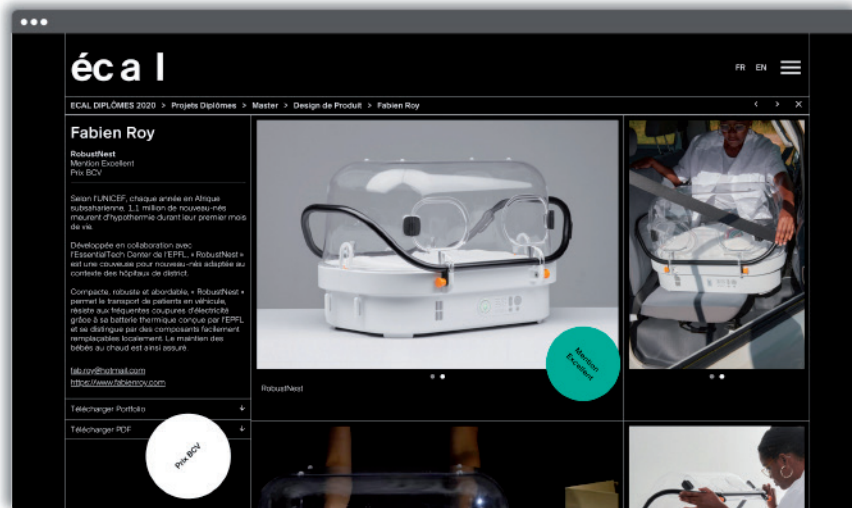 écal
FR EN
ECAL DIPLÔMES 2020 > Projets Diplômes > Master > Design de Produit > Fabien Roy
Fabien Roy
RobustNest
Mention Excellent
Prix BCV
Selon l'UNICEF, chaque année en Afrique
subsaharienne, 1,1 million de nouveau-nés
meurent d'hypothermie durant leur premier mois
de vie.
Développée en collaboration avec
l'EssentialTech Center de l'EPFL, « RobustNest »
est une couveuse pour nouveau-nés adaptée au
contexte des hôpitaux de district.
Compacte, robuste et abordable, « RobustNest »
permet le transport de patients en véhicule,
résiste aux fréquentes coupures d'électricité
grâce à sa batterie thermique conçue par l'EPFL
et se distingue par des composants facilement
remplaçables localement. Le maintien des
bébés au chaud est ainsi assuré.
fab.roy@hotmail.com
https://www.fabienroy.com
Télécharger Portfolio
Télécharger PDF
Prix BCV
Mention
Excellent
RobustNest